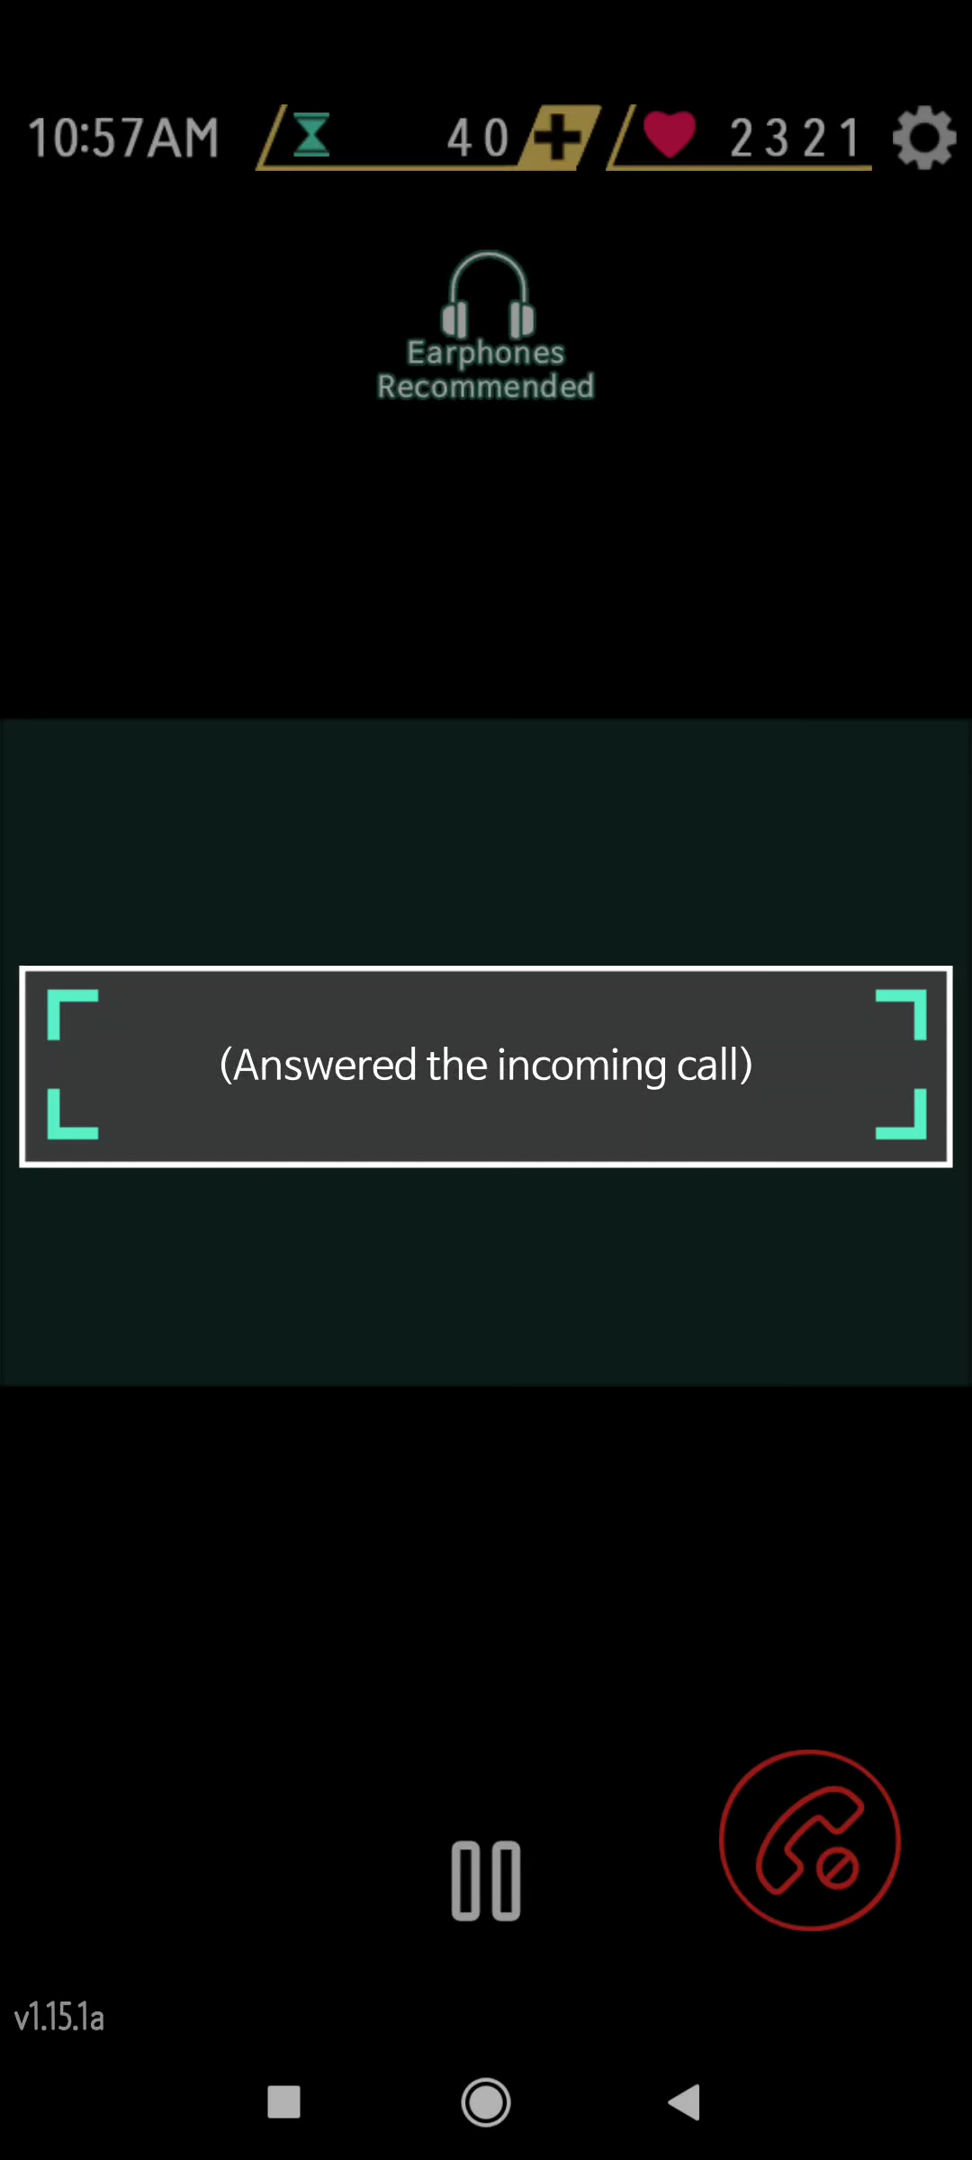 10:57AM 40 2321
Earphones
Recommended
(Answered the incoming call)
v1.15.1a